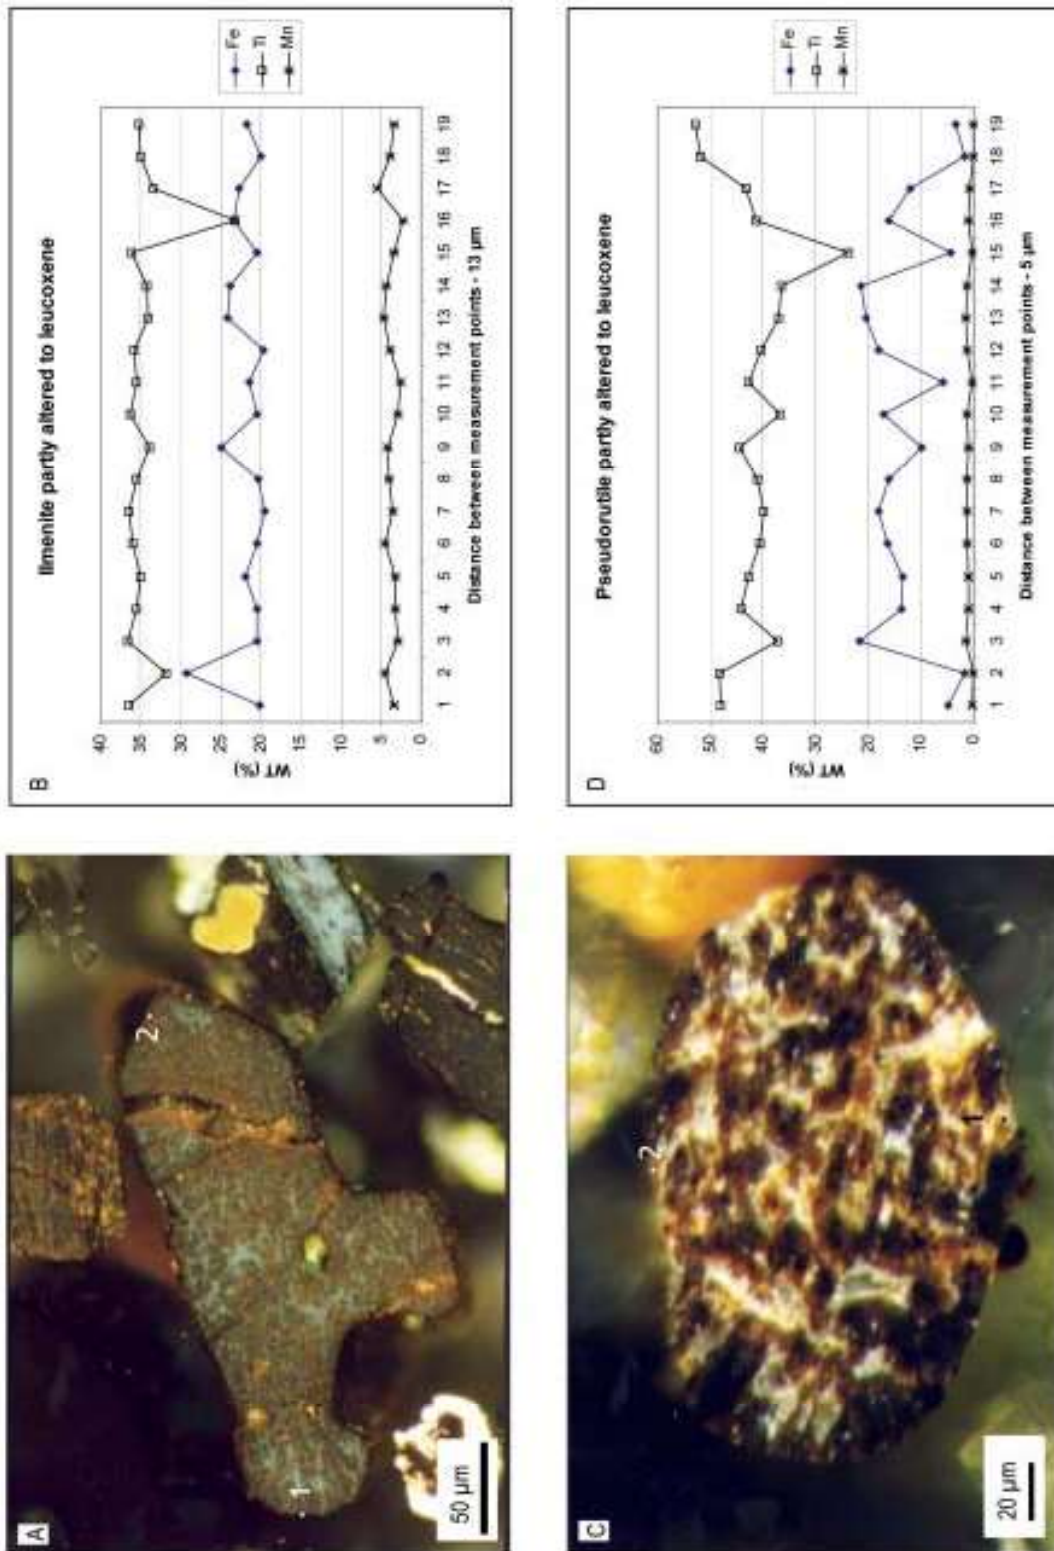 A
1
2
50 µm
B
Ilmenite partly altered to leucoxene
Fe
Ti
Mn
WT (%)
40
35
30
25
20
15
10
5
0
1 2 3 4 5 6 7 8 9 10 11 12 13 14 15 16 17 18 19
Distance between measurement points - 13 µm
C
1
2
20 µm
D
Pseudorutile partly altered to leucoxene
Fe
Ti
Mn
WT (%)
60
50
40
30
20
10
0
1 2 3 4 5 6 7 8 9 10 11 12 13 14 15 16 17 18 19
Distance between measurement points - 5 µm